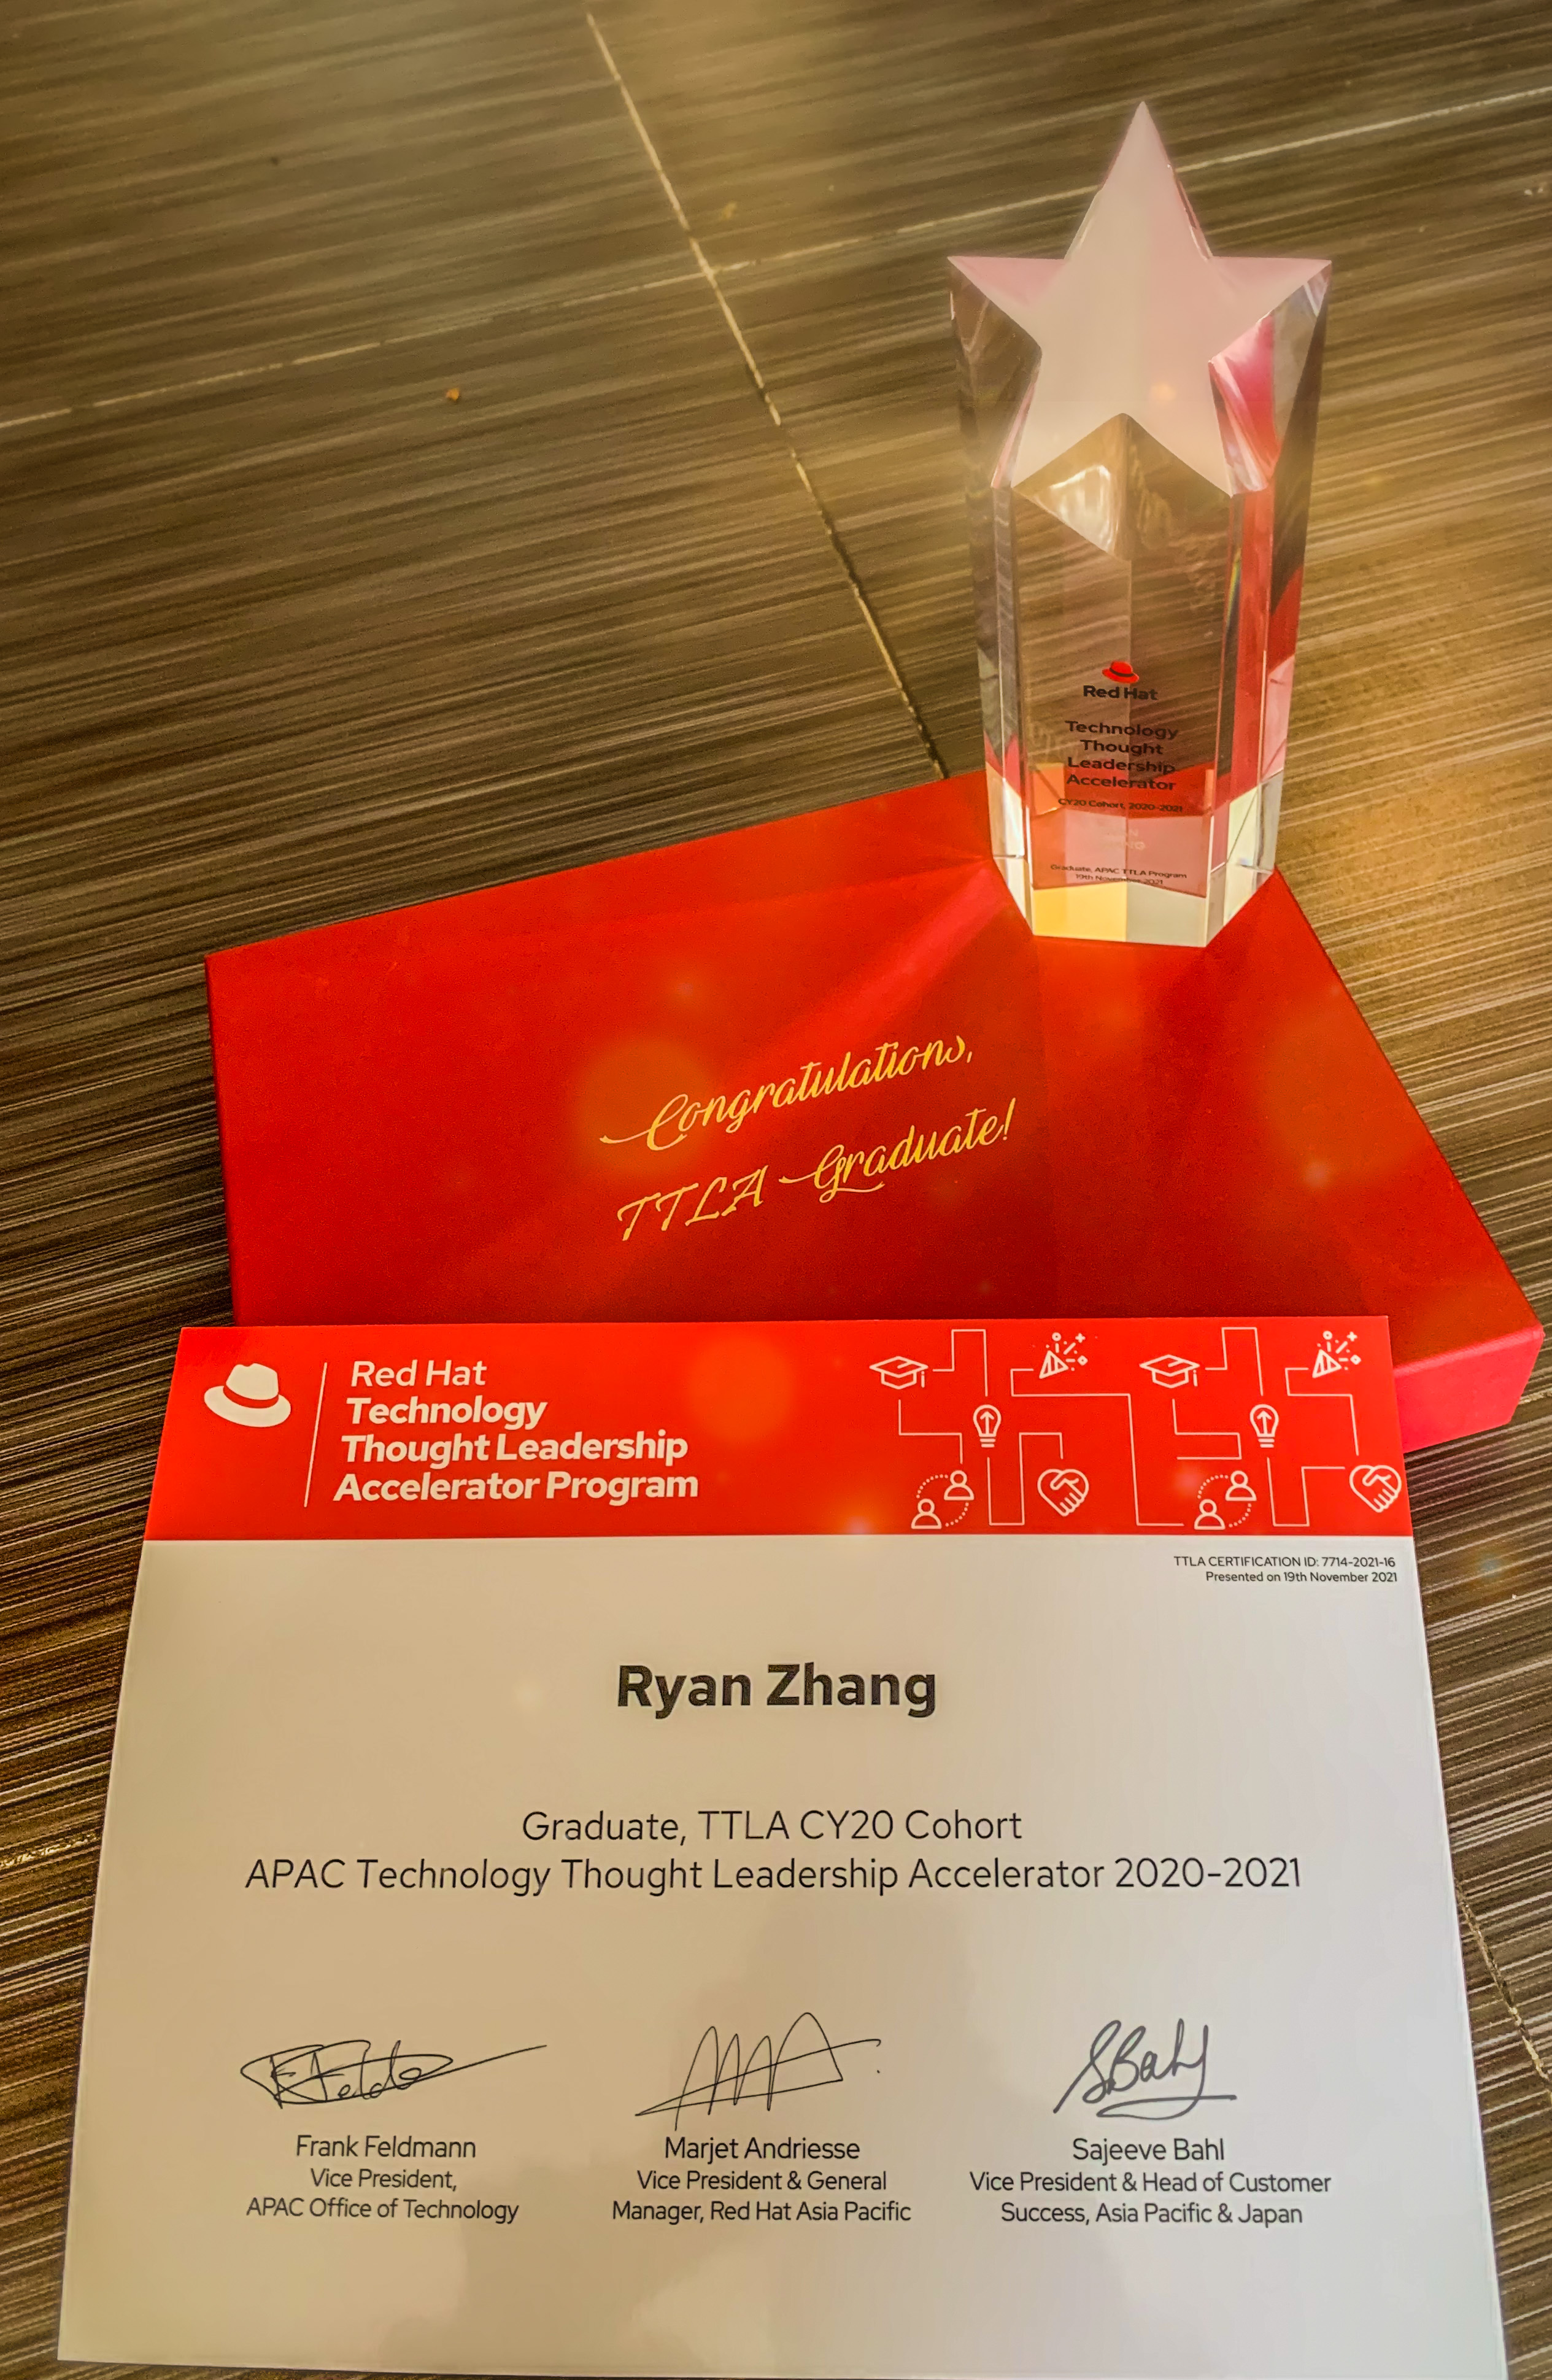 Red Hat
Technology
Thought
Leadership
Accelerator
CY20 Cohort, 2020-2021
Graduate, APAC TTLA Program
19th November 2021
Congratulations,
TTLA Graduate!
Red Hat
Technology
Thought Leadership
Accelerator Program
TTLA CERTIFICATION ID: 7714-2021-16
Presented on 19th November 2021
Ryan Zhang
Graduate, TTLA CY20 Cohort
APAC Technology Thought Leadership Accelerator 2020-2021
Frank Feldmann
Vice President,
APAC Office of Technology
Marjet Andriesse
Vice President & General
Manager, Red Hat Asia Pacific
S.Bahl
Sajeeve Bahl
Vice President & Head of Customer
Success, Asia Pacific & Japan